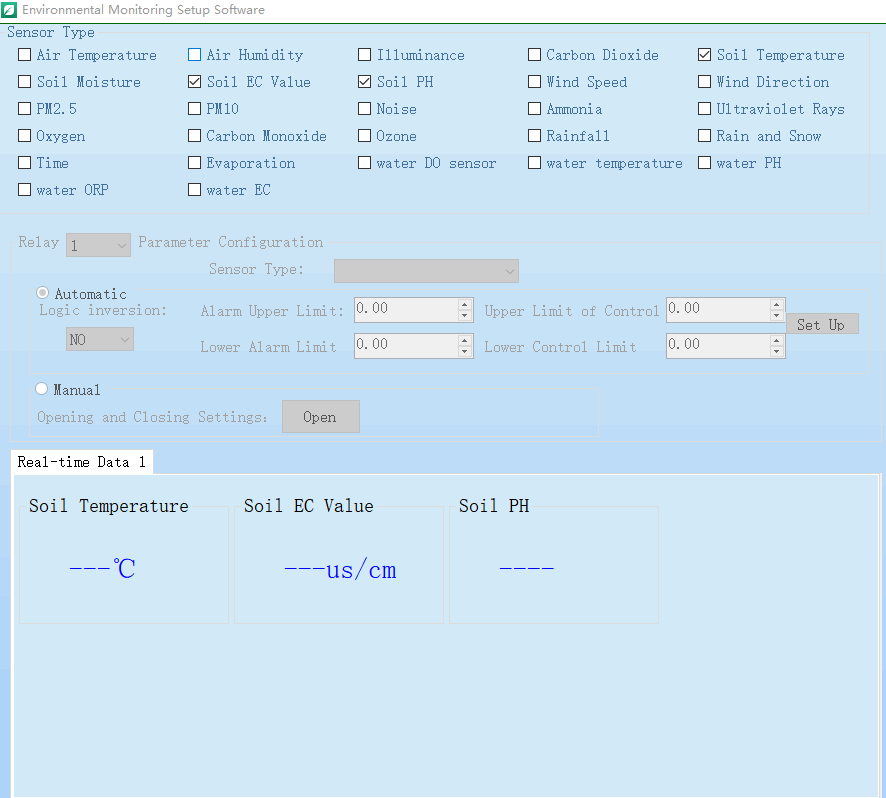 Environmental Monitoring Setup Software
Sensor Type
Air Temperature Air Humidity Illuminance Carbon Dioxide Soil Temperature
Soil Moisture Soil EC Value Soil PH Wind Speed Wind Direction
PM2.5 PM10 Noise Ammonia Ultraviolet Rays
Oxygen Carbon Monoxide Ozone Rainfall Rain and Snow
Time Evaporation water DO sensor water temperature water PH
water ORP water EC
Relay 1 Parameter Configuration
Sensor Type:
Automatic
Logic inversion: Alarm Upper Limit: 0.00 Upper Limit of Control 0.00
Set Up
NO Lower Alarm Limit 0.00 Lower Control Limit 0.00
Manual
Opening and Closing Settings: Open
Real-time Data 1
Soil Temperature Soil EC Value Soil PH
---℃ ---us/cm ----